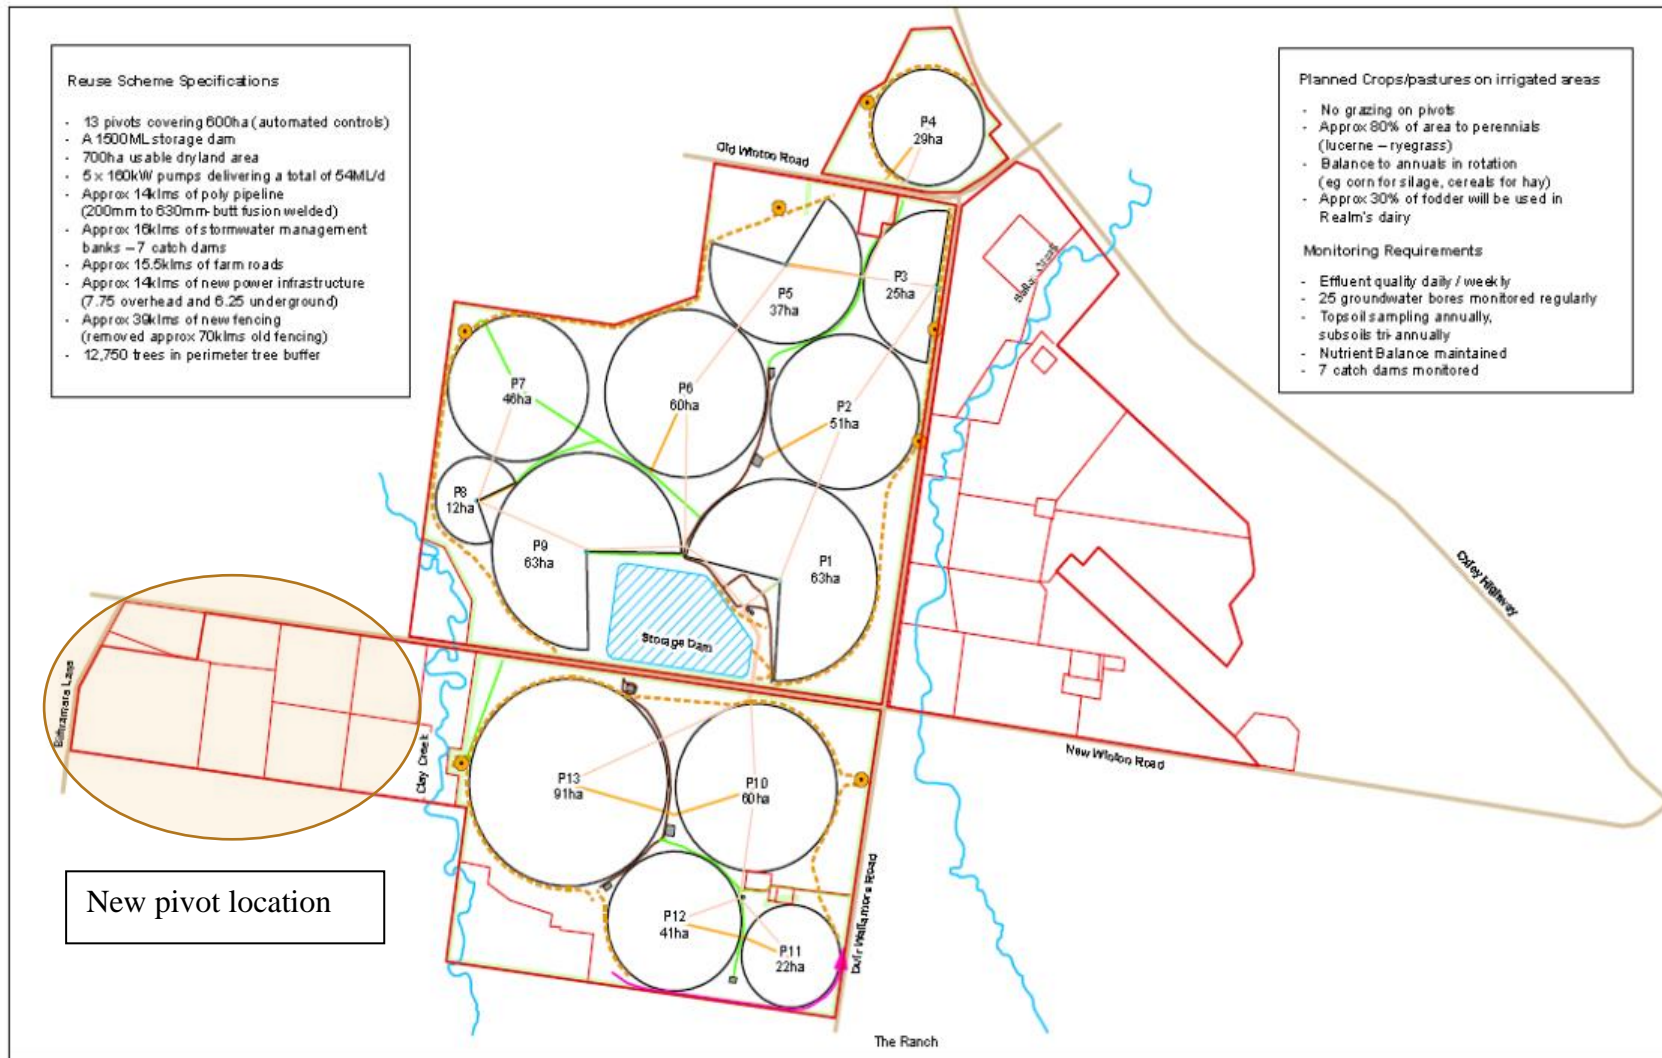 Reuse Scheme Specifications
- 13 pivots covering 600ha (automated controls)
- A 1500ML storage dam
- 700ha usable dryland area
- 5 x 160kW pumps delivering a total of 54ML/d
- Approx 14klms of poly pipeline
(200mm to 630mm- butt fusion welded)
- Approx 16klms of stormwater management
banks – 7 catch dams
- Approx 15.5klms of farm roads
- Approx 14klms of new power infrastructure
(7.75 overhead and 6.25 underground)
- Approx 39klms of new fencing
(removed approx 70klms old fencing)
- 12,750 trees in perimeter tree buffer
Planned Crops/pastures on irrigated areas
- No grazing on pivots
- Approx 80% of area to perennials
(lucerne – ryegrass)
- Balance to annuals in rotation
(eg corn for silage, cereals for hay)
- Approx 30% of fodder will be used in
Realm's dairy
Monitoring Requirements
- Effluent quality daily / weekly
- 25 groundwater bores monitored regularly
- Topsoil sampling annually,
subsoils tri-annually
- Nutrient Balance maintained
- 7 catch dams monitored
P4
29ha
Old Winton Road
P3
25ha
P5
37ha
P7
46ha
P6
60ha
P2
51ha
P8
12ha
P9
63ha
P1
63ha
Oxley Highway
Storage Dam
Lane
Clay Creek
New Winton Road
P13
91ha
P10
60ha
New pivot location
P12
41ha
P11
22ha
Wallamore Road
The Ranch